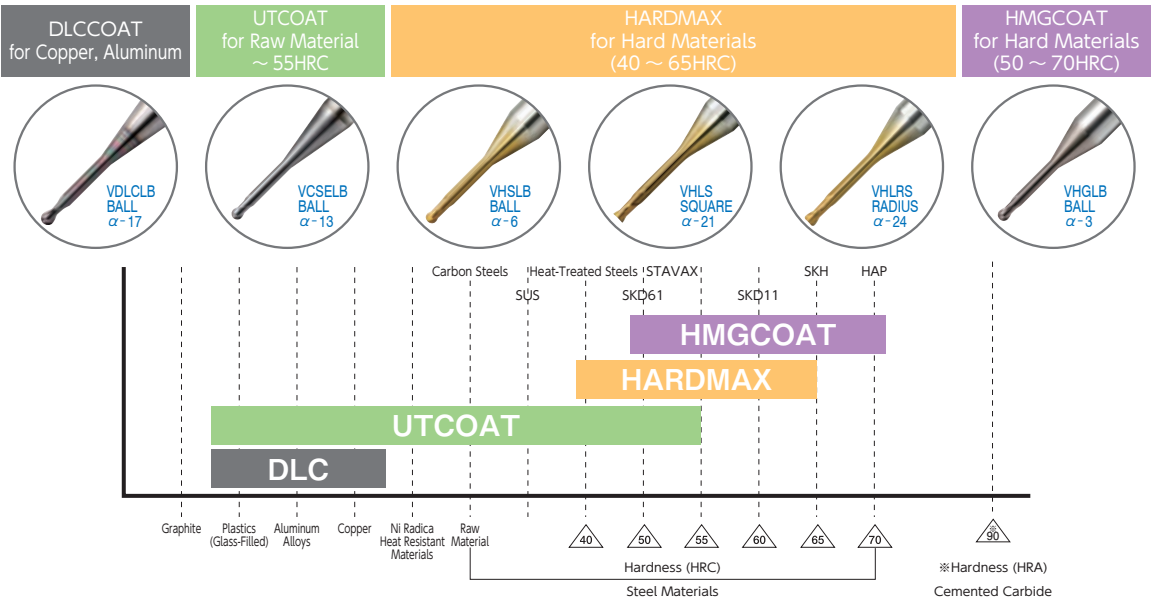 DLCCOAT
for Copper, Aluminum
UTCOAT
for Raw Material
～ 55HRC
HARDMAX
for Hard Materials
(40 ～ 65HRC)
HMGCOAT
for Hard Materials
(50 ～ 70HRC)
VDLCLB
BALL
α-17
VCSELB
BALL
α-13
VHSLB
BALL
α-6
VHLS
SQUARE
α-21
VHLRS
RADIUS
α-24
VHGLB
BALL
α-3
Carbon Steels
Heat-Treated Steels
STAVAX
SKH
HAP
SUS
SKD61
SKD11
HMGCOAT
HARDMAX
UTCOAT
DLC
Graphite
Plastics
(Glass-Filled)
Aluminum
Alloys
Copper
Ni Radica
Heat Resistant
Materials
Raw
Material
40
50
55
60
65
70
※
90
Hardness (HRC)
Steel Materials
※Hardness (HRA)
Cemented Carbide